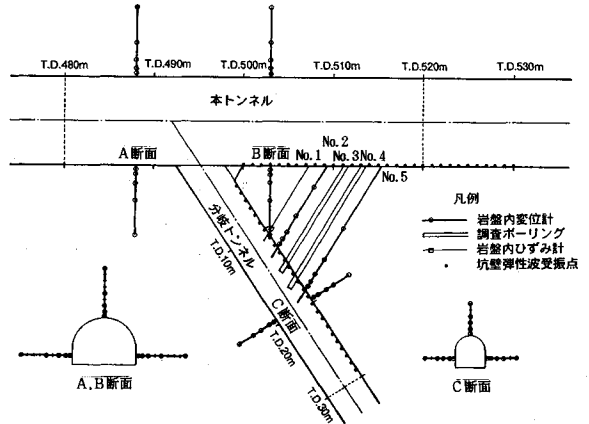 T.D.480m
T.D.490m
T.D.500m
T.D.510m
T.D.520m
T.D.530m
本トンネル
A断面
B断面
No.1
No.2
No.3
No.4
No.5
分岐トンネル
T.D.10m
C断面
T.D.20m
T.D.30m
凡例
岩盤内変位計
調査ボーリング
岩盤内ひずみ計
坑壁弾性波受振点
A,B断面
C断面